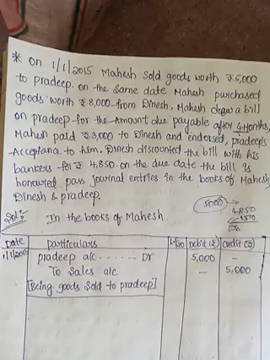 * On 1/1/2015 Mahesh sold goods worth ₹5,000
to pradeep. on the same date Mahesh purchased
goods worth ₹8,000 from Dinesh, Mahesh drew a bill
on pradeep for the Amount due payable after 4 Months,
Mahesh paid ₹3,000 to Dinesh and endorsed, pradeep's
Acceptance to him. Dinesh discounted the bill with his
bankers for ₹ 4,850 on the due date the bill is
honoured pass journal entries in the books of Mahesh
Dinesh & pradeep.
5000
4,850
Sol:- In the books of Mahesh
Date particulars Debit (₹) Credit (₹)
1/1/2015 pradeep a/c ...... Dr 5,000 —
To Sales a/c — 5,000
[Being goods sold to pradeep]